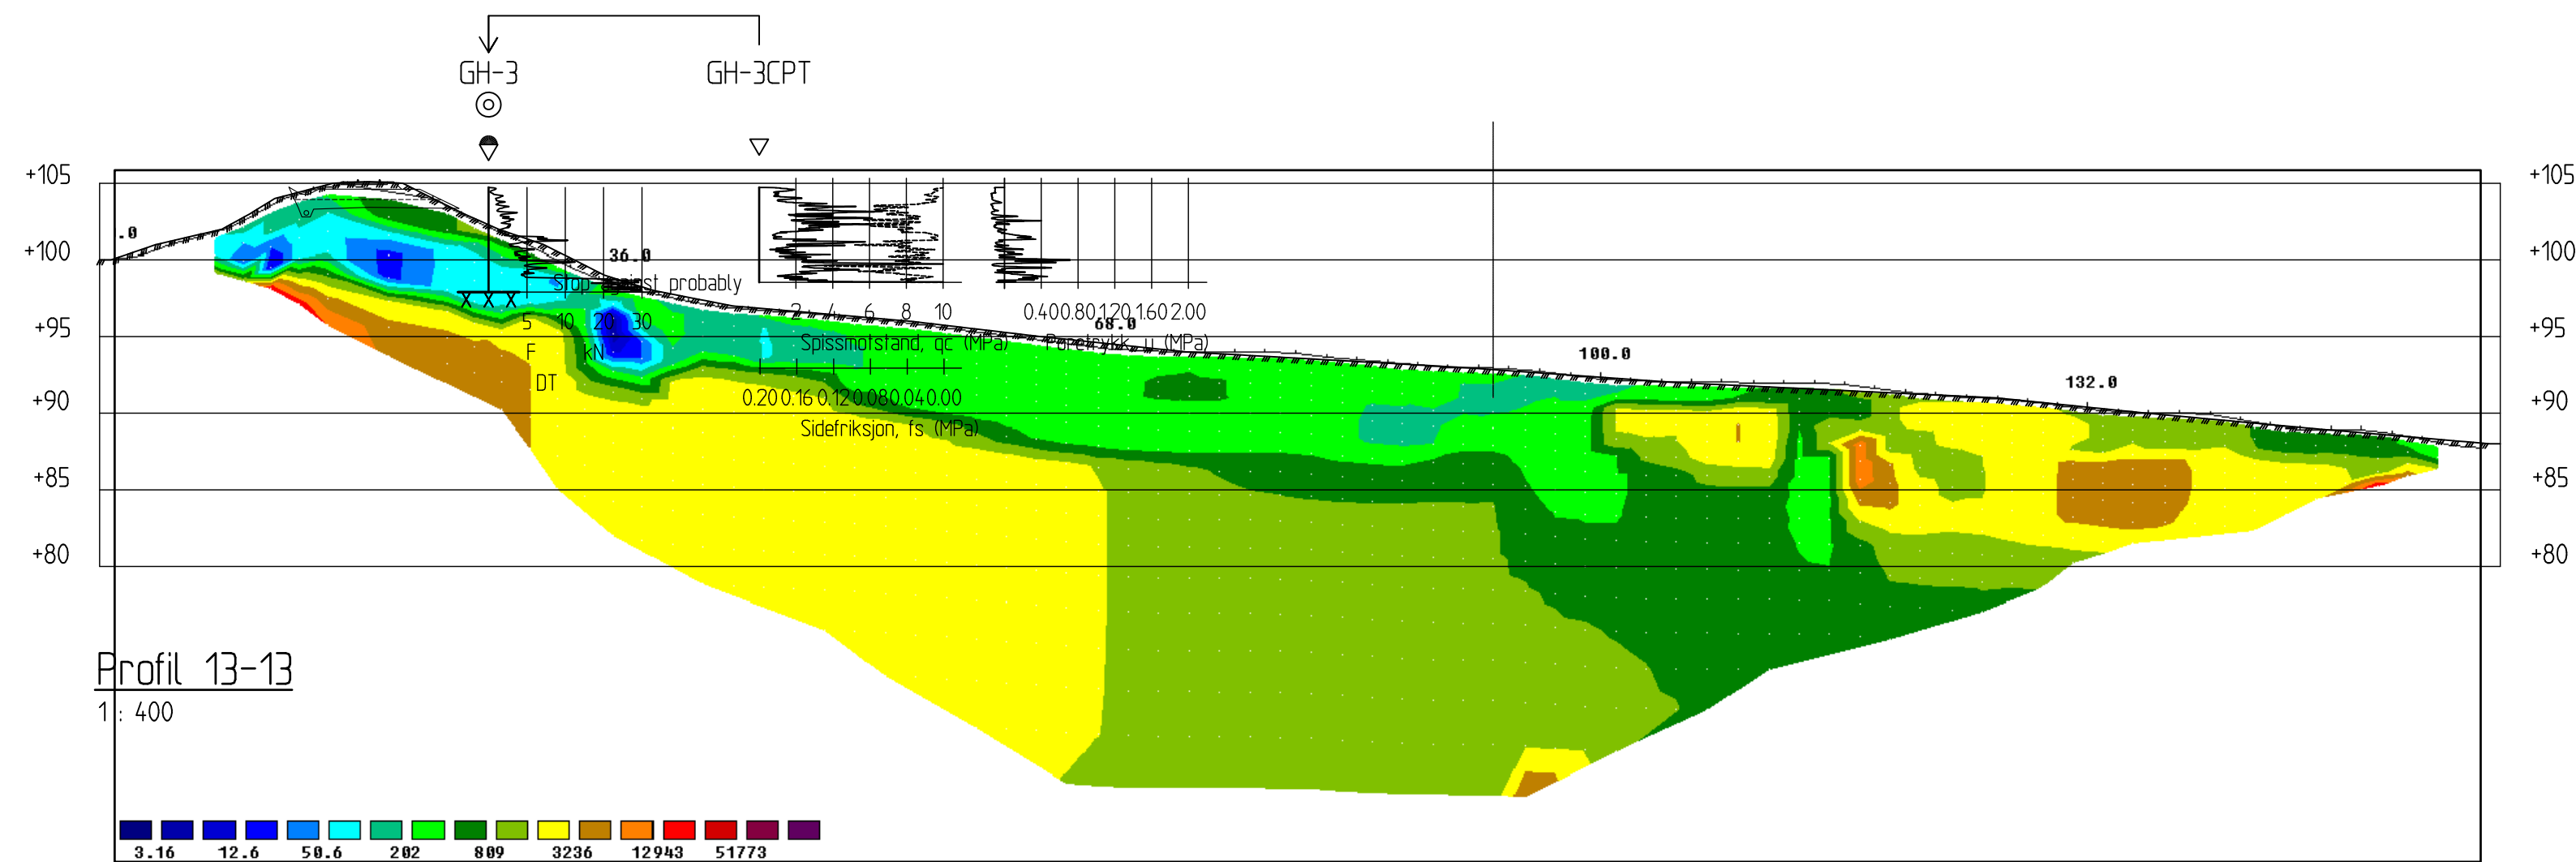 GH-3 GH-3CPT
+105 +105
.0
+100 36.0 +100
Stop against probably
2 4 6 8 10 0.40 0.80 1.20 1.60 2.00
5 10 20 30
+95 68.0 +95
F kN Spissmotstand, qc (MPa) Poretrykk, u (MPa)
100.0
DT 132.0
+90 0.20 0.16 0.12 0.08 0.04 0.00 +90
Sidefriksjon, fs (MPa)
+85 +85
+80 +80
Profil 13-13
1 : 400
3.16 12.6 50.6 202 809 3236 12943 51773